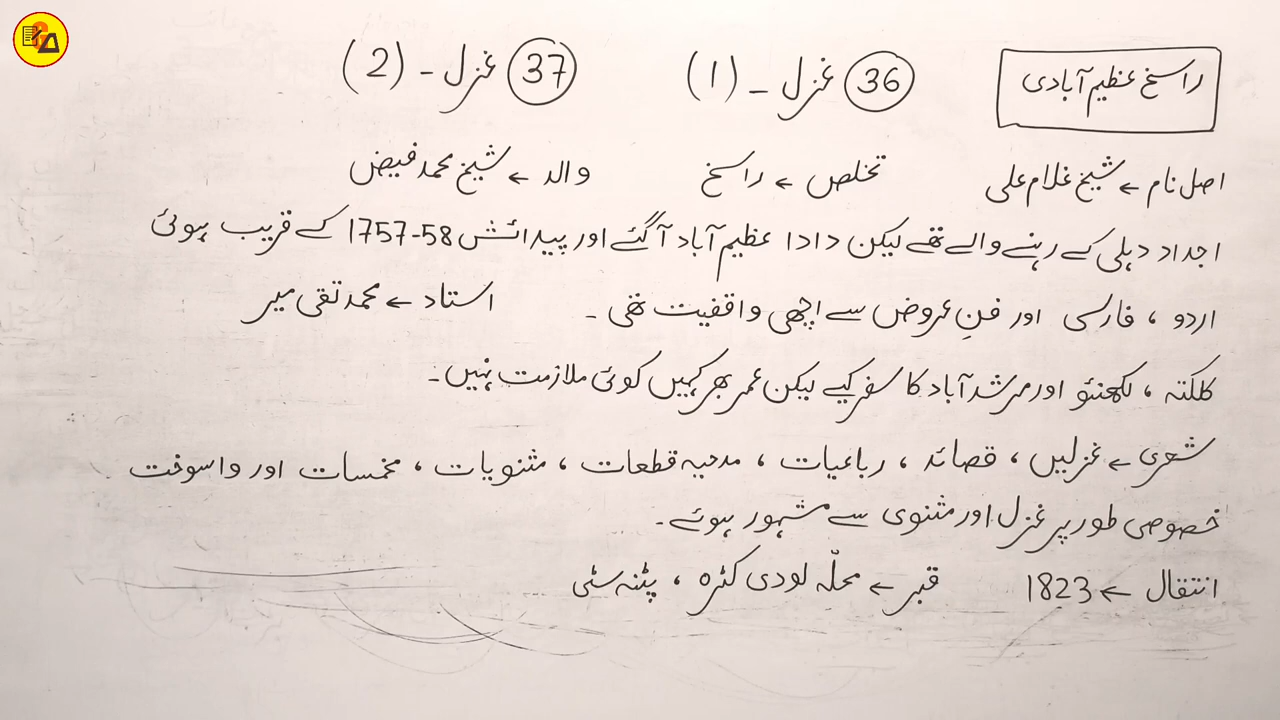 راسخ عظیم آبادی (36) غزل - (1) (37) غزل - (2)
اصل نام ← شیخ غلام علی تخلص ← راسخ والد ← شیخ محمد فیض
اجداد دہلی کے رہنے والے تھے لیکن دادا عظیم آباد آ گئے اور پیدائش 58-1757 کے قریب ہوئی
اردو ، فارسی اور فنِ عروض سے اچھی واقفیت تھی ۔ استاد ← محمد تقی میر
کلکتہ ، لکھنئو اور مرشد آباد کا سفر کیے لیکن عمر بھر کہیں کوئی ملازمت نہیں۔
شعری ← غزلیں ، قصائد ، رباعیات ، مدحیہ قطعات ، مثنویات ، مخمسات اور واسوخت
خصوصی طور پر غزل اور مثنوی سے مشہور ہوئے ۔
انتقال ← 1823 قبر ← محلّہ لودی کٹرہ ، پٹنہ سٹی